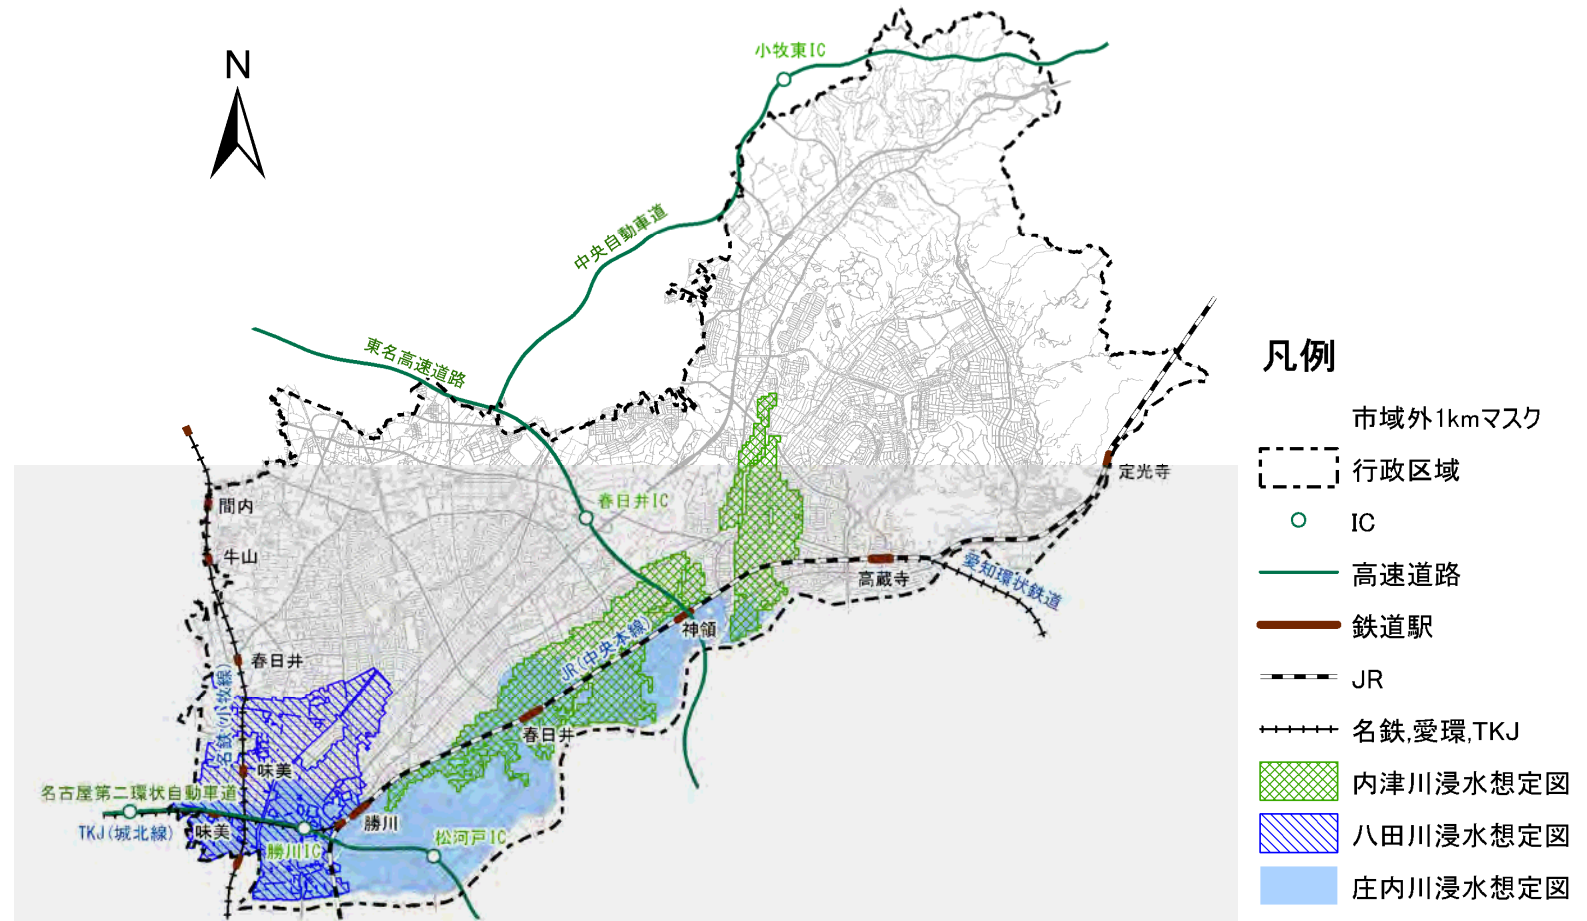 N
小牧東IC
中央自動車道
東名高速道路
春日井IC
間内
牛山
春日井
名鉄(小牧線)
味美
名古屋第二環状自動車道
TKJ(城北線)
味美
勝川IC
勝川
松河戸IC
春日井
JR(中央本線)
神領
高蔵寺
愛知環状鉄道
定光寺
凡例
市域外1kmマスク
行政区域
IC
高速道路
鉄道駅
JR
名鉄,愛環,TKJ
内津川浸水想定図
八田川浸水想定図
庄内川浸水想定図